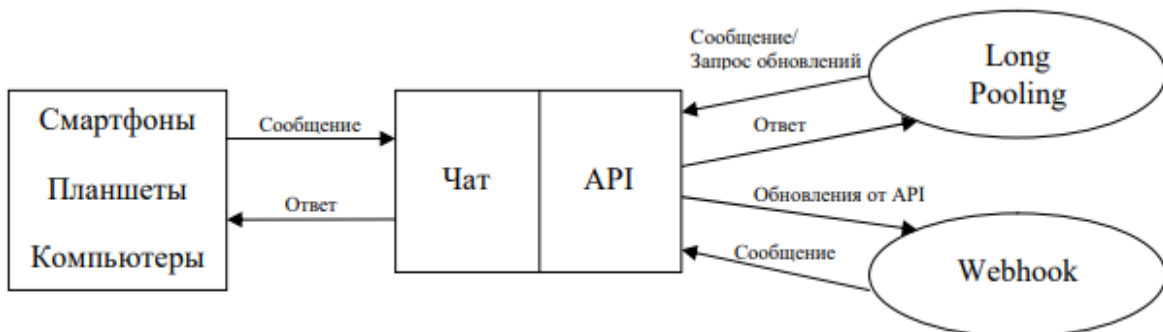 Смартфоны
Планшеты
Компьютеры
Сообщение
Ответ
Чат
API
Сообщение/
Запрос обновлений
Ответ
Обновления от API
Сообщение
Long
Pooling
Webhook